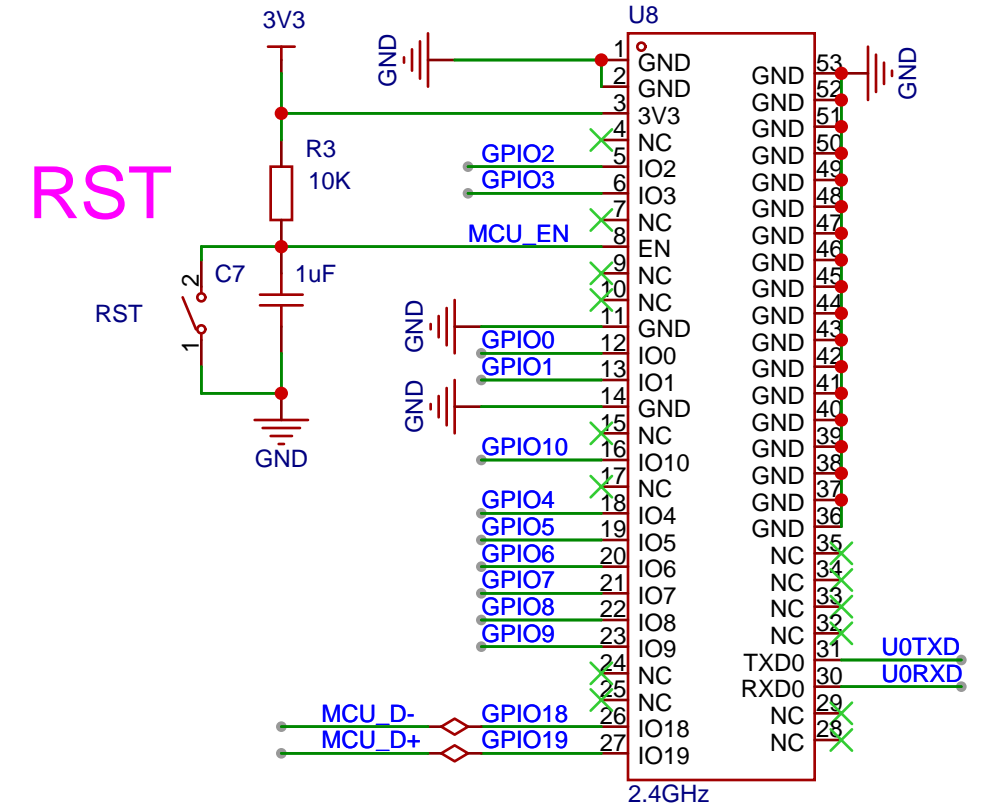 3V3
R3
10K
RST
MCU_EN
C7
1uF
RST
2
1
GND
U8
GND
1 GND
2 GND
3 3V3
4 NC
GPIO2 5 IO2
GPIO3 6 IO3
7 NC
8 EN
9 NC
10 NC
GND 11 GND
GPIO0 12 IO0
GPIO1 13 IO1
GND 14 GND
15 NC
GPIO10 16 IO10
17 NC
GPIO4 18 IO4
GPIO5 19 IO5
GPIO6 20 IO6
GPIO7 21 IO7
GPIO8 22 IO8
GPIO9 23 IO9
24 NC
25 NC
MCU_D- GPIO18 26 IO18
MCU_D+ GPIO19 27 IO19
GND 53 GND
GND 52
GND 51
GND 50
GND 49
GND 48
GND 47
GND 46
GND 45
GND 44
GND 43
GND 42
GND 41
GND 40
GND 39
GND 38
GND 37
GND 36
NC 35
NC 34
NC 33
NC 32
TXD0 31 U0TXD
RXD0 30 U0RXD
NC 29
NC 28
2.4GHz